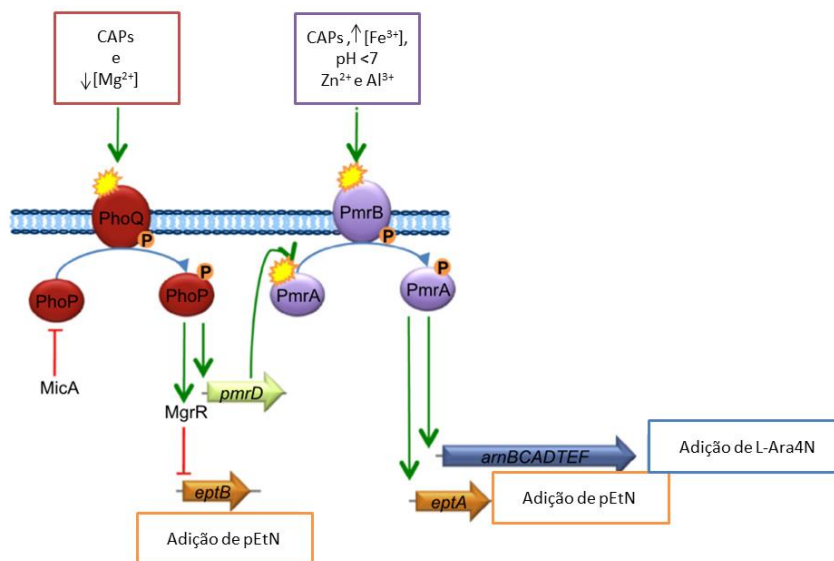 CAPs
e
↓[Mg²⁺]
CAPs ,↑[Fe³⁺],
pH <7
Zn²⁺ e Al³⁺
PhoQ
P
PmrB
P
PhoP
PhoP
P
PmrA
PmrA
P
MicA
MgrR
pmrD
eptB
Adição de pEtN
arnBCADTEF
Adição de L-Ara4N
eptA
Adição de pEtN